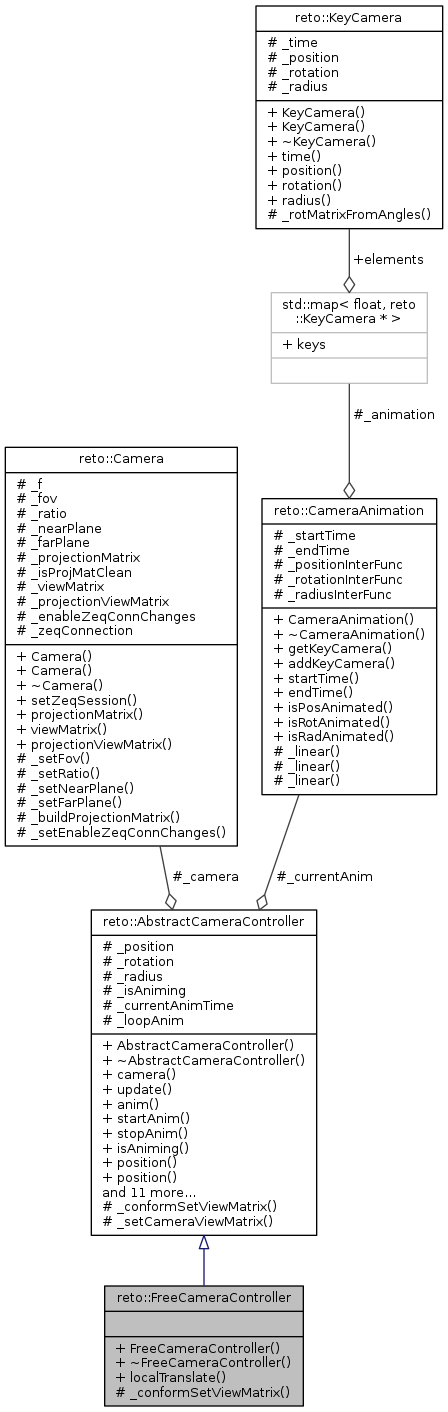 reto::KeyCamera
# _time
# _position
# _rotation
# _radius
+ KeyCamera()
+ KeyCamera()
+ ~KeyCamera()
+ time()
+ position()
+ rotation()
+ radius()
# _rotMatrixFromAngles()
+elements
std::map< float, reto
::KeyCamera * >
+ keys
#_animation
reto::Camera
# _f
# _fov
# _ratio
# _nearPlane
# _farPlane
# _projectionMatrix
# _isProjMatClean
# _viewMatrix
# _projectionViewMatrix
# _enableZeqConnChanges
# _zeqConnection
+ Camera()
+ Camera()
+ ~Camera()
+ setZeqSession()
+ projectionMatrix()
+ viewMatrix()
+ projectionViewMatrix()
# _setFov()
# _setRatio()
# _setNearPlane()
# _setFarPlane()
# _buildProjectionMatrix()
# _setEnableZeqConnChanges()
reto::CameraAnimation
# _startTime
# _endTime
# _positionInterFunc
# _rotationInterFunc
# _radiusInterFunc
+ CameraAnimation()
+ ~CameraAnimation()
+ getKeyCamera()
+ addKeyCamera()
+ startTime()
+ endTime()
+ isPosAnimated()
+ isRotAnimated()
+ isRadAnimated()
# _linear()
# _linear()
# _linear()
#_camera
#_currentAnim
reto::AbstractCameraController
# _position
# _rotation
# _radius
# _isAniming
# _currentAnimTime
# _loopAnim
+ AbstractCameraController()
+ ~AbstractCameraController()
+ camera()
+ update()
+ anim()
+ startAnim()
+ stopAnim()
+ isAniming()
+ position()
+ position()
and 11 more...
# _conformSetViewMatrix()
# _setCameraViewMatrix()
reto::FreeCameraController
+ FreeCameraController()
+ ~FreeCameraController()
+ localTranslate()
# _conformSetViewMatrix()